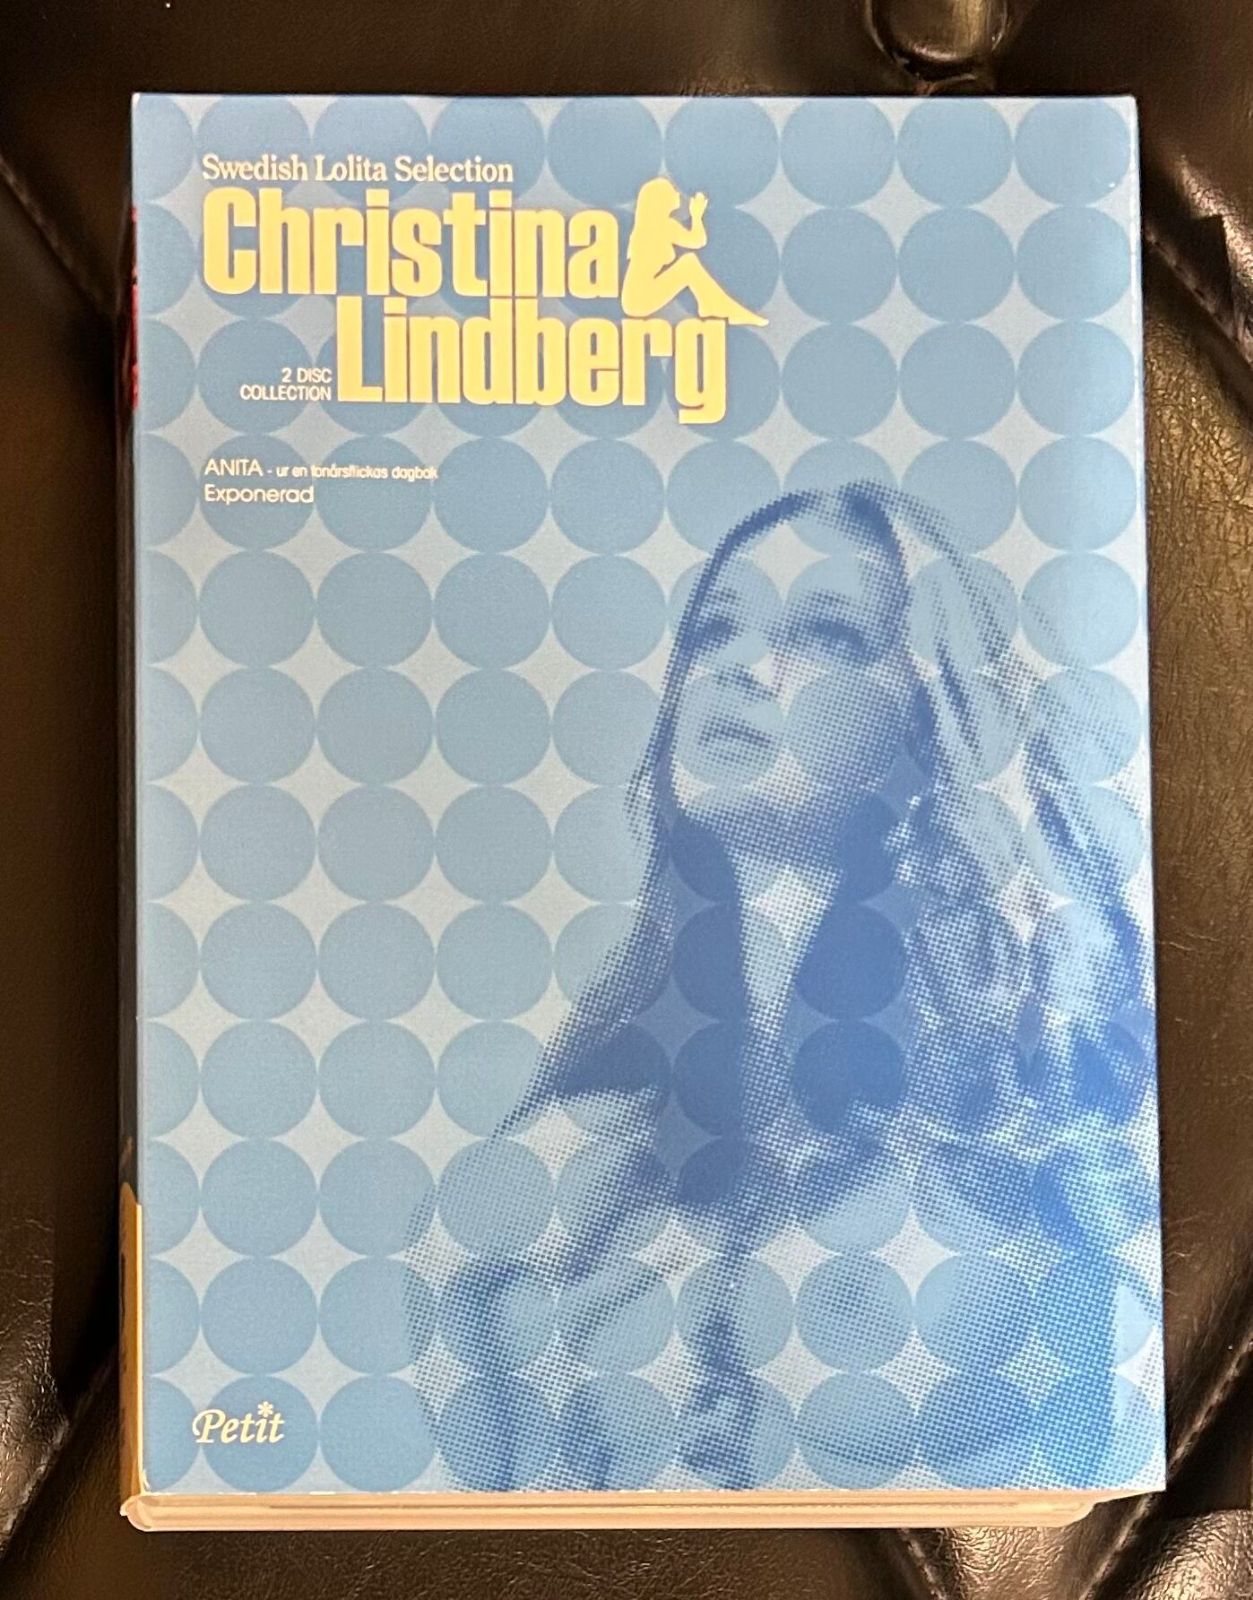 Swedish Lolita Selection
Christina
Lindberg
2 DISC
COLLECTION
ANITA - ur en tonårsflickas dagbok
Exponerad
Petit